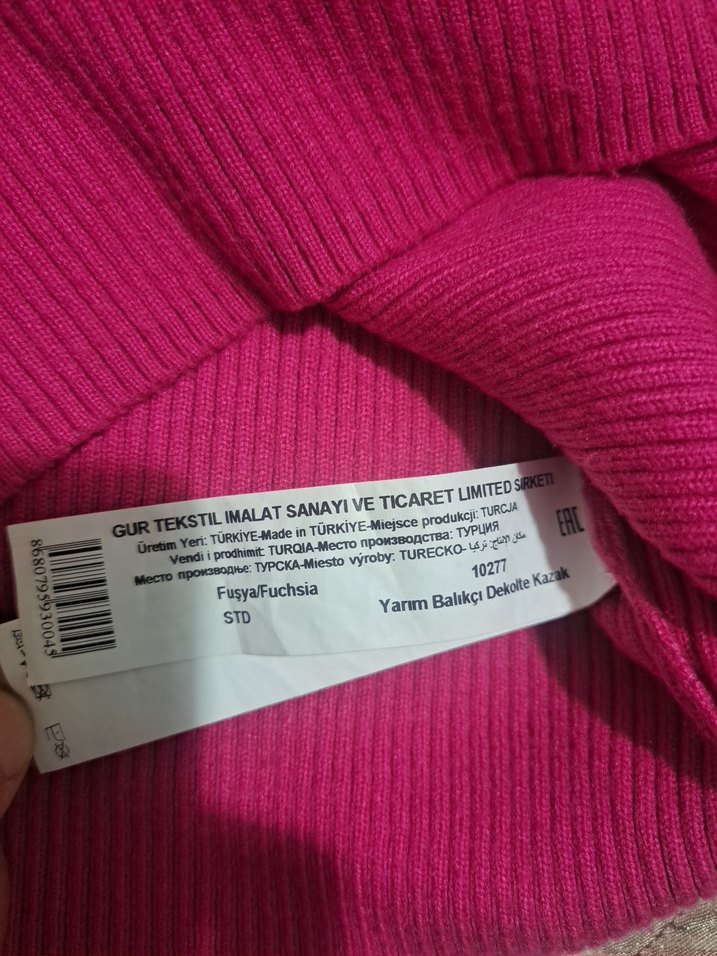 GUR TEKSTIL IMALAT SANAYI VE TICARET LIMITED SIRKETI
Üretim Yeri: TÜRKİYE-Made in TÜRKİYE-Miejsce produkcji: TURCJA
Vendi i prodhimit: TURQIA-Место производства: ТУРЦИЯ
Место производње: ТУРСКА-Miesto výroby: TURECKO- مكان الإنتاج: تركيا
EAC
Fuşya/Fuchsia
10277
STD
Yarım Balıkçı Dekolte Kazak